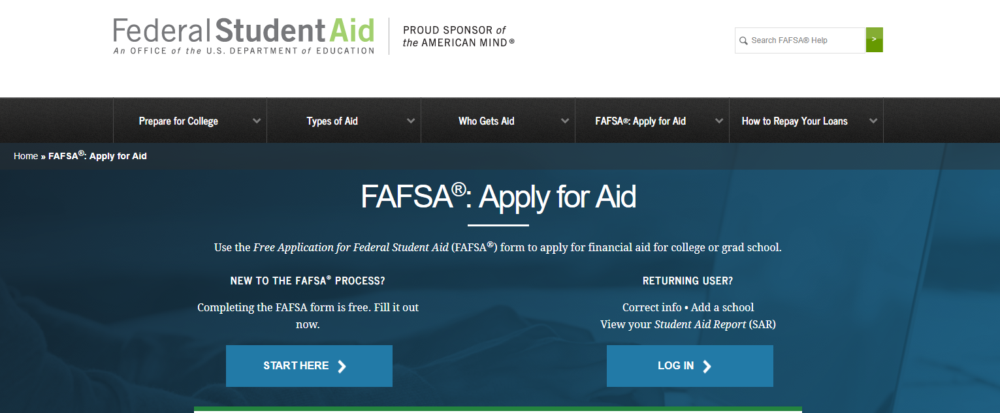 Federal Student Aid
An OFFICE of the U.S. DEPARTMENT of EDUCATION
PROUD SPONSOR of
the AMERICAN MIND®
Search FAFSA® Help
>
Prepare for College
Types of Aid
Who Gets Aid
FAFSA®: Apply for Aid
How to Repay Your Loans
Home » FAFSA®: Apply for Aid
FAFSA®: Apply for Aid
Use the Free Application for Federal Student Aid (FAFSA®) form to apply for financial aid for college or grad school.
NEW TO THE FAFSA® PROCESS?
Completing the FAFSA form is free. Fill it out
now.
START HERE
RETURNING USER?
Correct info • Add a school
View your Student Aid Report (SAR)
LOG IN